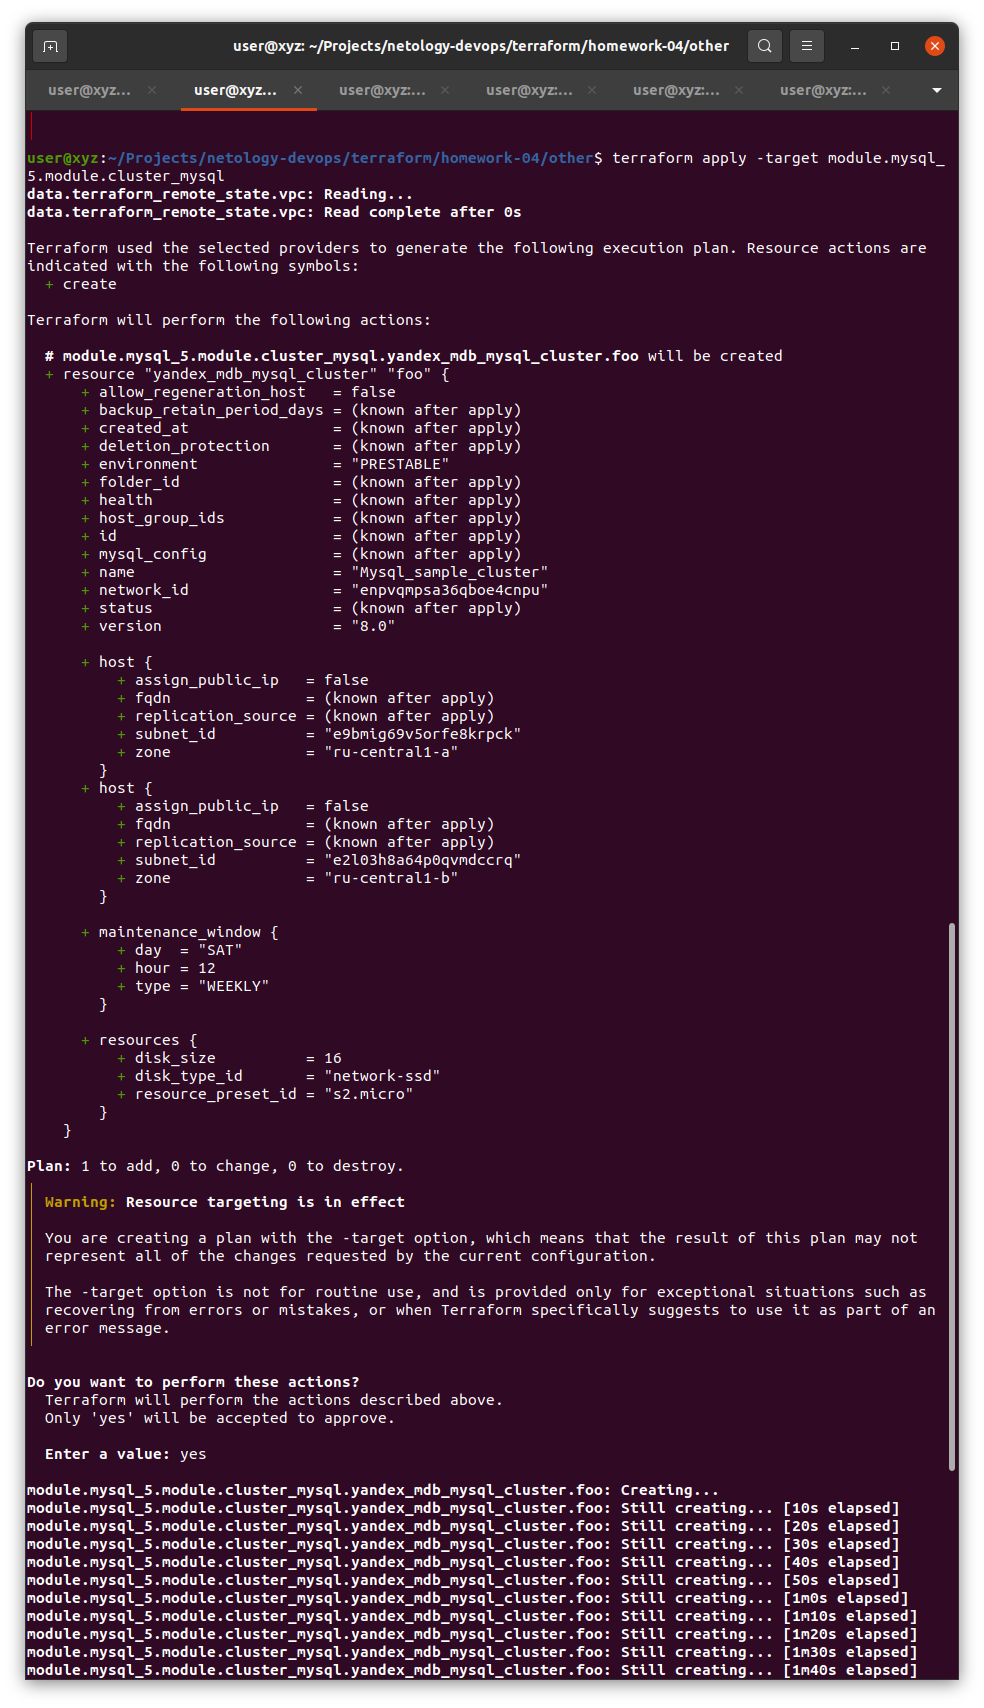 user@xyz: ~/Projects/netology-devops/terraform/homework-04/other
user@xyz... × user@xyz... × user@xyz:... × user@xyz:... × user@xyz:... × user@xyz:... ×
user@xyz:~/Projects/netology-devops/terraform/homework-04/other$ terraform apply -target module.mysql_
5.module.cluster_mysql
data.terraform_remote_state.vpc: Reading...
data.terraform_remote_state.vpc: Read complete after 0s
Terraform used the selected providers to generate the following execution plan. Resource actions are
indicated with the following symbols:
  + create
Terraform will perform the following actions:
  # module.mysql_5.module.cluster_mysql.yandex_mdb_mysql_cluster.foo will be created
  + resource "yandex_mdb_mysql_cluster" "foo" {
      + allow_regeneration_host   = false
      + backup_retain_period_days = (known after apply)
      + created_at                = (known after apply)
      + deletion_protection       = (known after apply)
      + environment               = "PRESTABLE"
      + folder_id                 = (known after apply)
      + health                    = (known after apply)
      + host_group_ids            = (known after apply)
      + id                        = (known after apply)
      + mysql_config              = (known after apply)
      + name                      = "Mysql_sample_cluster"
      + network_id                = "enpvqmpsa36qboe4cnpu"
      + status                    = (known after apply)
      + version                   = "8.0"
      + host {
          + assign_public_ip   = false
          + fqdn               = (known after apply)
          + replication_source = (known after apply)
          + subnet_id          = "e9bmig69v5orfe8krpck"
          + zone               = "ru-central1-a"
        }
      + host {
          + assign_public_ip   = false
          + fqdn               = (known after apply)
          + replication_source = (known after apply)
          + subnet_id          = "e2l03h8a64p0qvmdccrq"
          + zone               = "ru-central1-b"
        }
      + maintenance_window {
          + day  = "SAT"
          + hour = 12
          + type = "WEEKLY"
        }
      + resources {
          + disk_size          = 16
          + disk_type_id       = "network-ssd"
          + resource_preset_id = "s2.micro"
        }
    }
Plan: 1 to add, 0 to change, 0 to destroy.
Warning: Resource targeting is in effect
You are creating a plan with the -target option, which means that the result of this plan may not
represent all of the changes requested by the current configuration.
The -target option is not for routine use, and is provided only for exceptional situations such as
recovering from errors or mistakes, or when Terraform specifically suggests to use it as part of an
error message.
Do you want to perform these actions?
  Terraform will perform the actions described above.
  Only 'yes' will be accepted to approve.
  Enter a value: yes
module.mysql_5.module.cluster_mysql.yandex_mdb_mysql_cluster.foo: Creating...
module.mysql_5.module.cluster_mysql.yandex_mdb_mysql_cluster.foo: Still creating... [10s elapsed]
module.mysql_5.module.cluster_mysql.yandex_mdb_mysql_cluster.foo: Still creating... [20s elapsed]
module.mysql_5.module.cluster_mysql.yandex_mdb_mysql_cluster.foo: Still creating... [30s elapsed]
module.mysql_5.module.cluster_mysql.yandex_mdb_mysql_cluster.foo: Still creating... [40s elapsed]
module.mysql_5.module.cluster_mysql.yandex_mdb_mysql_cluster.foo: Still creating... [50s elapsed]
module.mysql_5.module.cluster_mysql.yandex_mdb_mysql_cluster.foo: Still creating... [1m0s elapsed]
module.mysql_5.module.cluster_mysql.yandex_mdb_mysql_cluster.foo: Still creating... [1m10s elapsed]
module.mysql_5.module.cluster_mysql.yandex_mdb_mysql_cluster.foo: Still creating... [1m20s elapsed]
module.mysql_5.module.cluster_mysql.yandex_mdb_mysql_cluster.foo: Still creating... [1m30s elapsed]
module.mysql_5.module.cluster_mysql.yandex_mdb_mysql_cluster.foo: Still creating... [1m40s elapsed]